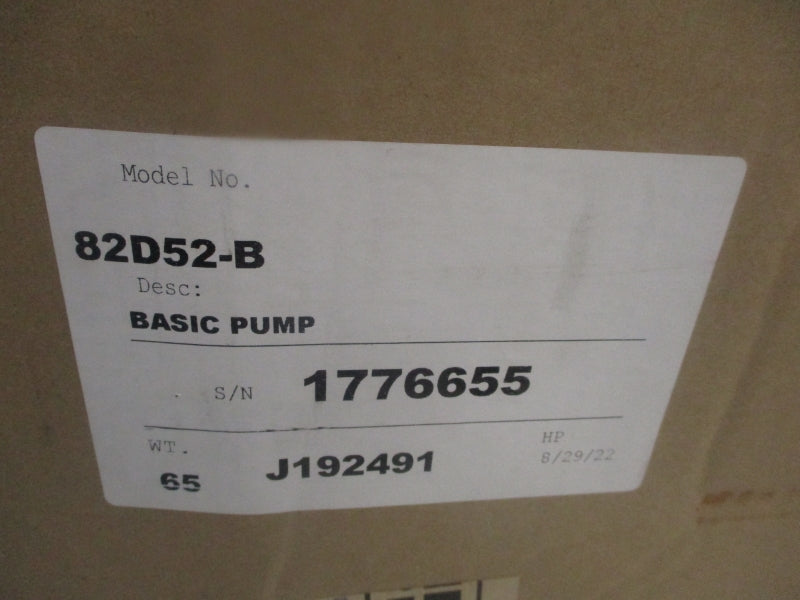 Model No.
82D52-B
Desc:
BASIC PUMP
S/N 1776655
WT.
65
J192491
HP
8/29/22